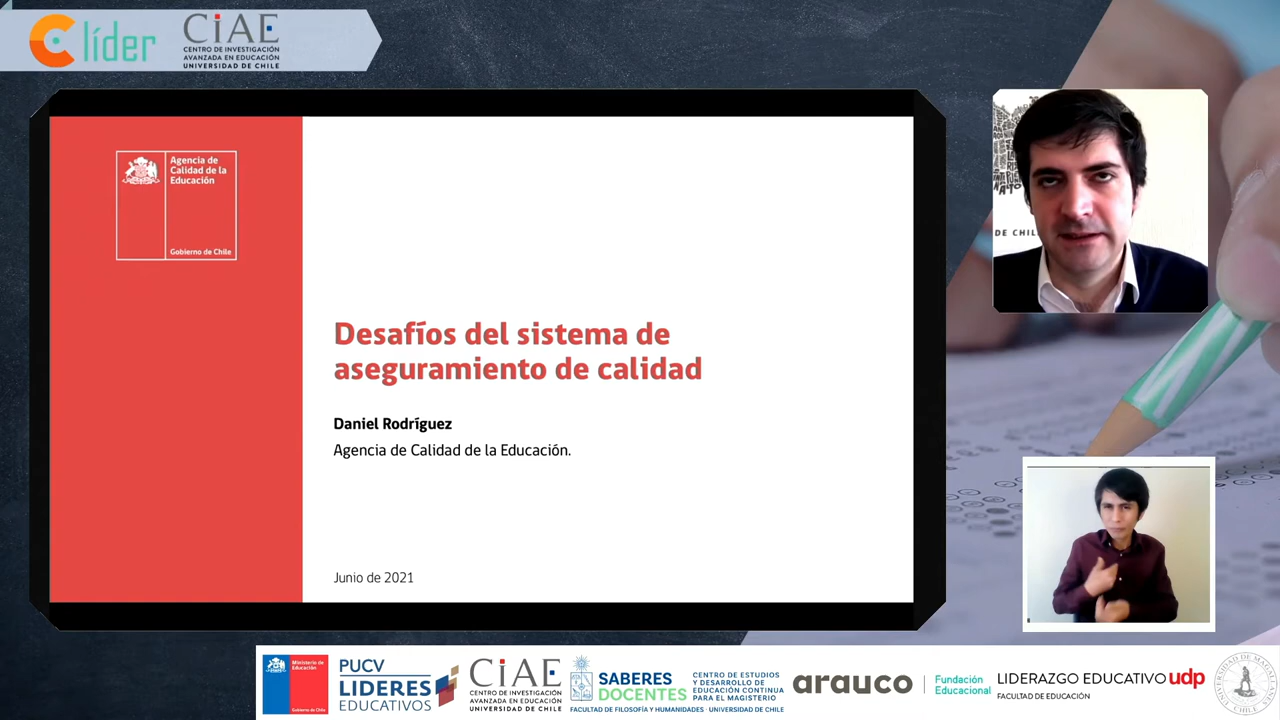 líder
CiAE
CENTRO DE INVESTIGACIÓN
AVANZADA EN EDUCACIÓN
UNIVERSIDAD DE CHILE
Agencia de
Calidad de la
Educación
Gobierno de Chile
Desafíos del sistema de
aseguramiento de calidad
Daniel Rodríguez
Agencia de Calidad de la Educación.
Junio de 2021
DE CHIL
Ministerio de
Educación
Gobierno de Chile
PUCV
LIDERES
EDUCATIVOS
CiAE
CENTRO DE INVESTIGACIÓN
AVANZADA EN EDUCACIÓN
UNIVERSIDAD DE CHILE
SABERES
DOCENTES
CENTRO DE ESTUDIOS
Y DESARROLLO DE
EDUCACIÓN CONTINUA
PARA EL MAGISTERIO
FACULTAD DE FILOSOFÍA Y HUMANIDADES · UNIVERSIDAD DE CHILE
arauco
Fundación
Educacional
LIDERAZGO EDUCATIVO udp
FACULTAD DE EDUCACIÓN